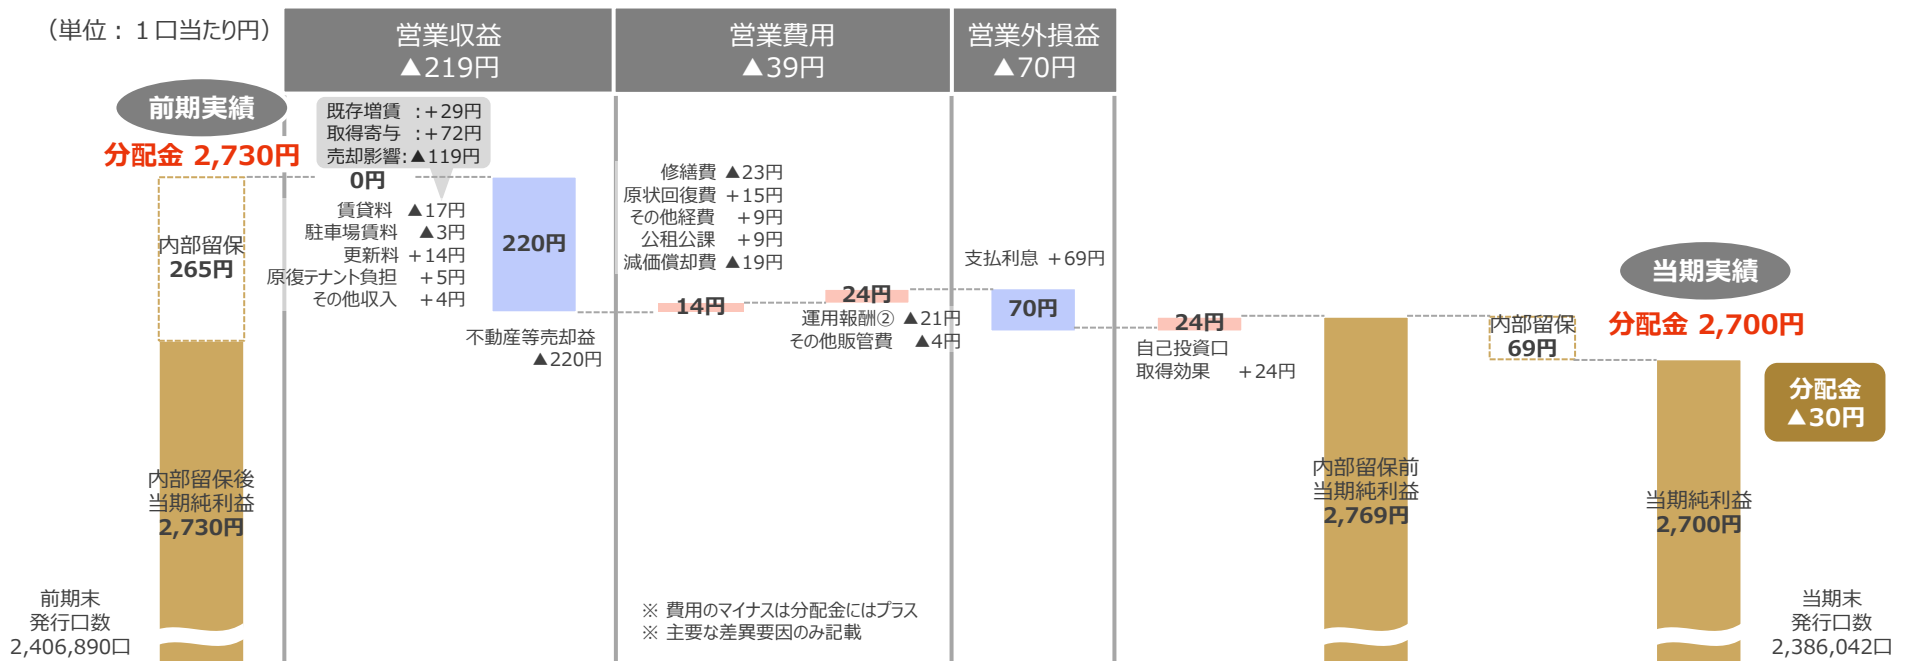 （単位：１口当たり円）
営業収益
▲219円
営業費用
▲39円
営業外損益
▲70円
前期実績
分配金 2,730円
内部留保
265円
内部留保後
当期純利益
2,730円
前期末
発行口数
2,406,890口
既存増賃 :＋29円
取得寄与 :＋72円
売却影響:▲119円
0円
賃貸料 ▲17円
駐車場賃料 ▲3円
更新料 ＋14円
原復テナント負担 ＋5円
その他収入 ＋4円
220円
不動産等売却益
▲220円
修繕費 ▲23円
原状回復費 ＋15円
その他経費 ＋9円
公租公課 ＋9円
減価償却費 ▲19円
14円
24円
運用報酬② ▲21円
その他販管費 ▲4円
※ 費用のマイナスは分配金にはプラス
※ 主要な差異要因のみ記載
支払利息 ＋69円
70円
24円
自己投資口
取得効果 ＋24円
内部留保前
当期純利益
2,769円
内部留保
69円
当期実績
分配金 2,700円
分配金
▲30円
当期純利益
2,700円
当期末
発行口数
2,386,042口